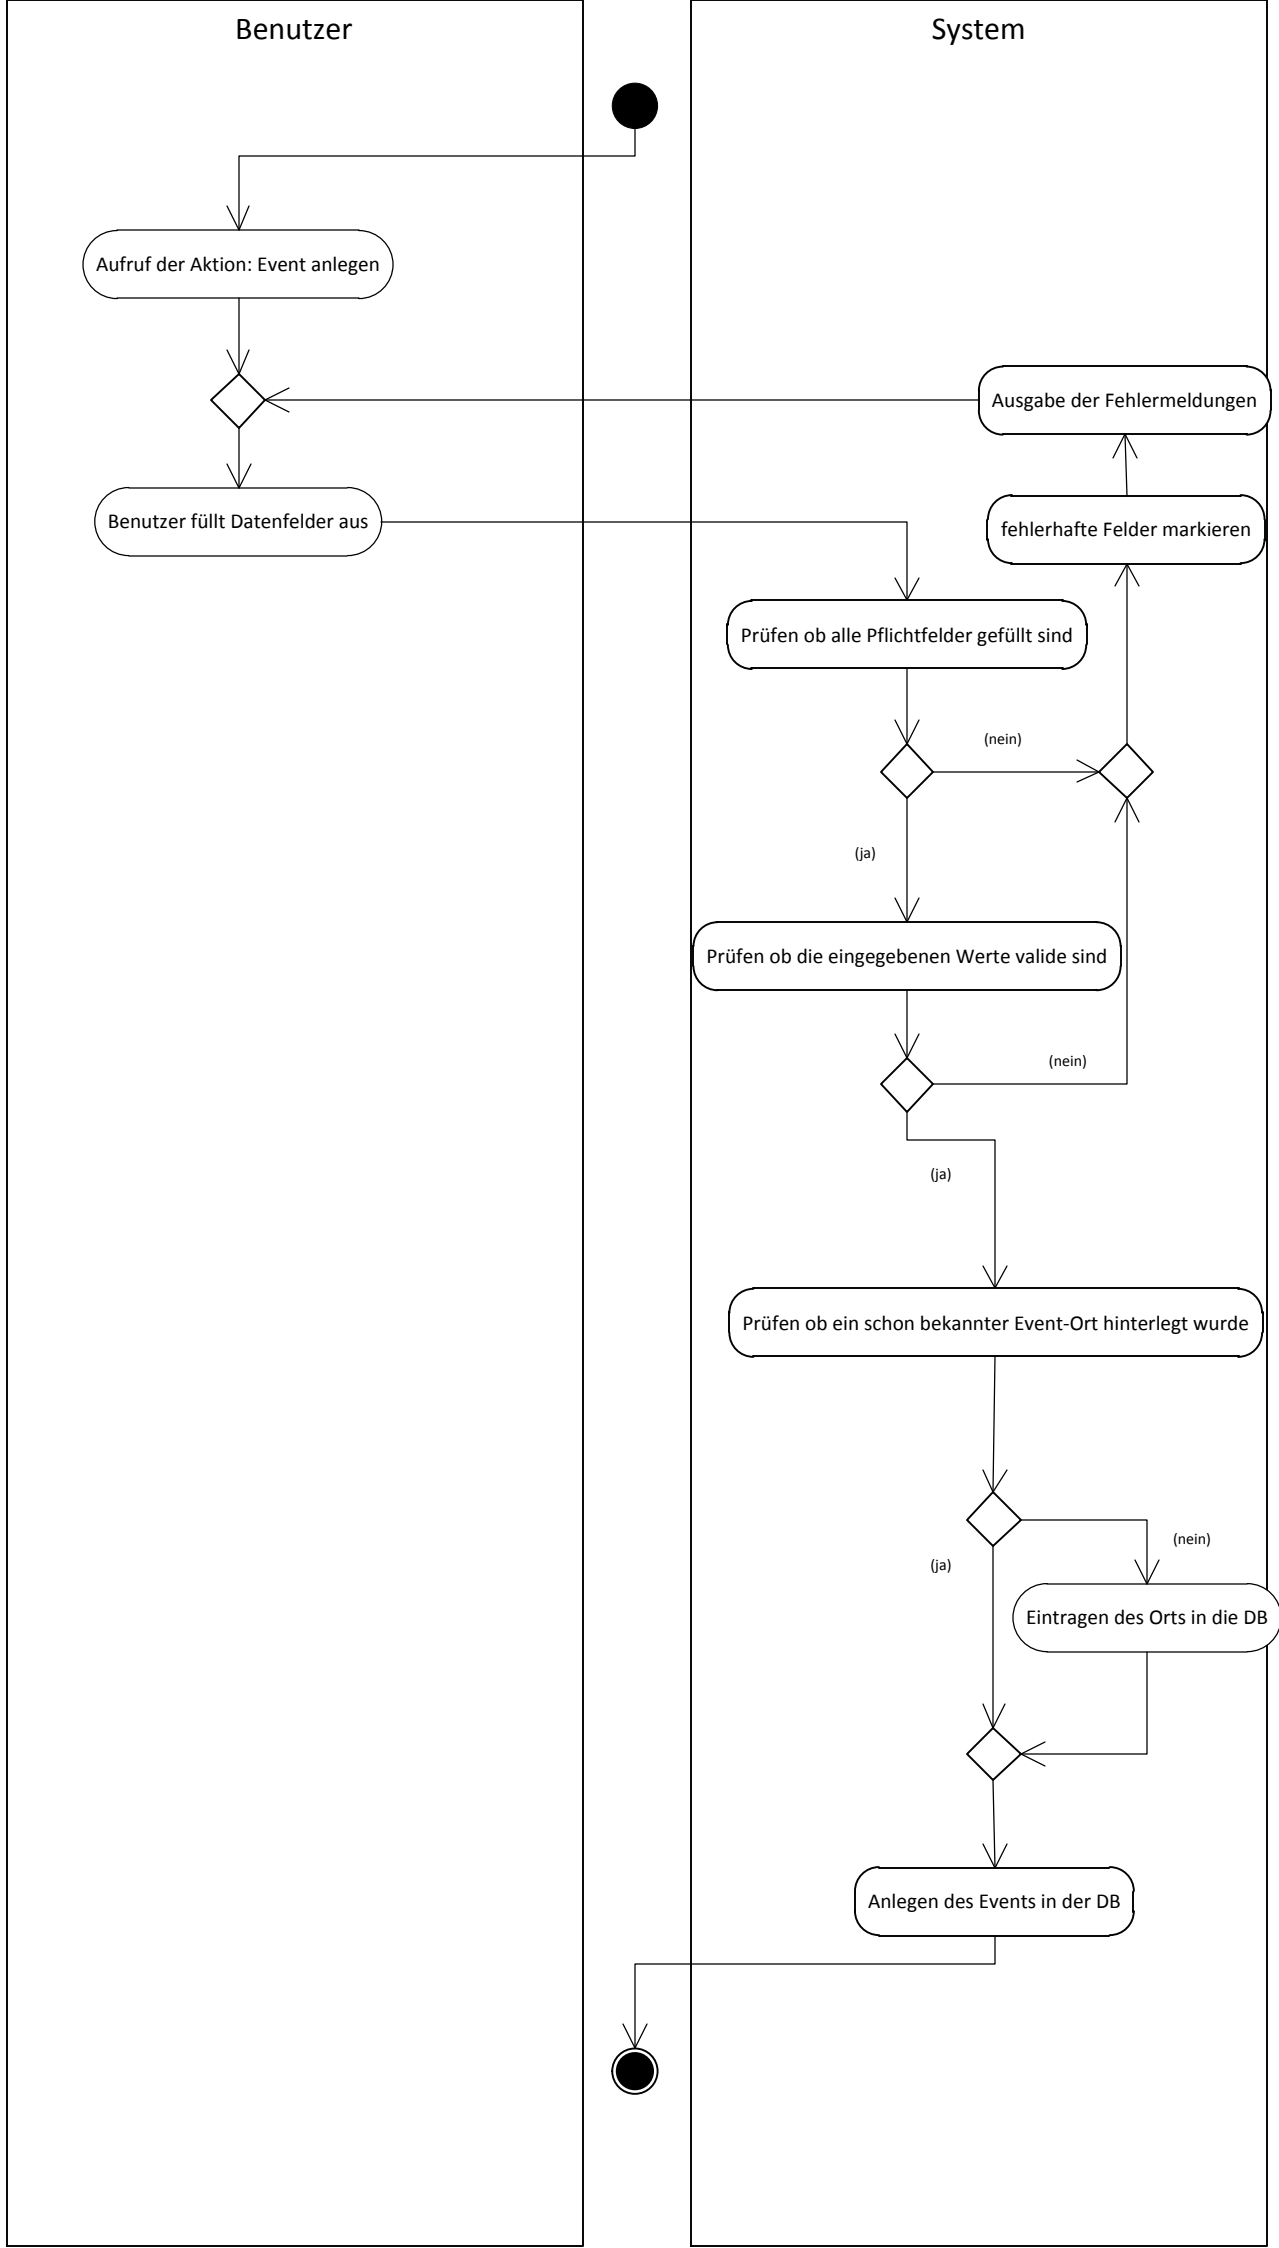 Benutzer
System
Aufruf der Aktion: Event anlegen
Ausgabe der Fehlermeldungen
Benutzer füllt Datenfelder aus
fehlerhafte Felder markieren
Prüfen ob alle Pflichtfelder gefüllt sind
(nein)
(ja)
Prüfen ob die eingegebenen Werte valide sind
(nein)
(ja)
Prüfen ob ein schon bekannter Event-Ort hinterlegt wurde
(nein)
(ja)
Eintragen des Orts in die DB
Anlegen des Events in der DB